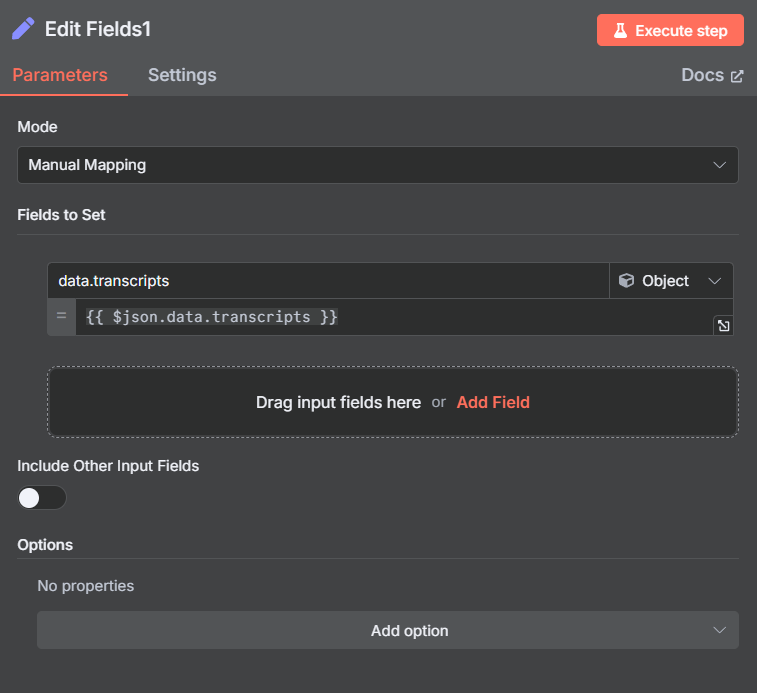 Edit Fields1
Execute step
Parameters
Settings
Docs
Mode
Manual Mapping
Fields to Set
data.transcripts
Object
=
{{ $json.data.transcripts }}
Drag input fields here or Add Field
Include Other Input Fields
Options
No properties
Add option